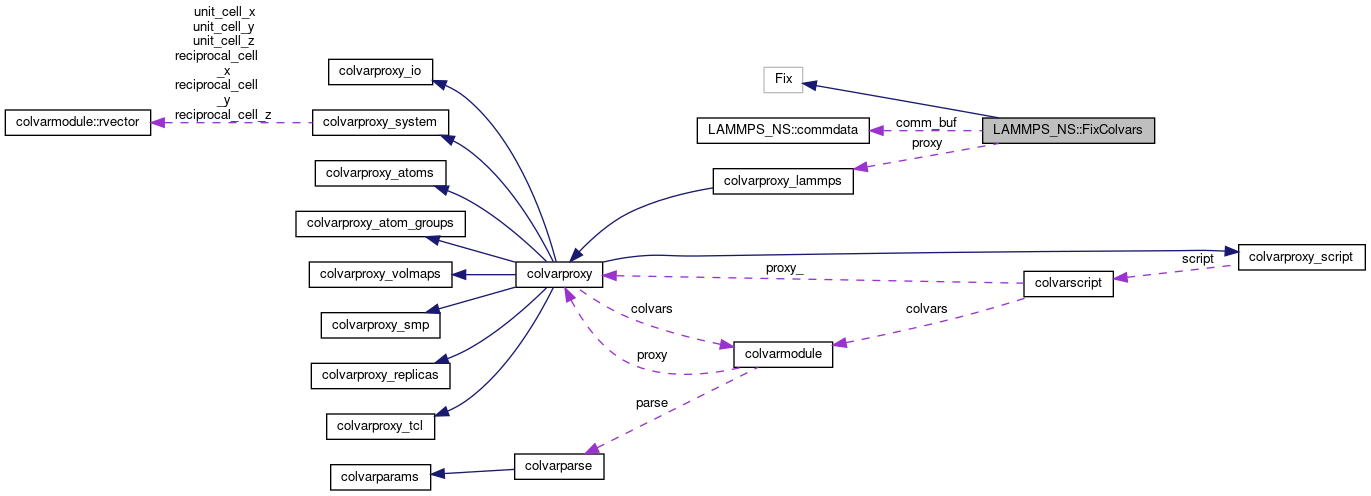 unit_cell_x
unit_cell_y
unit_cell_z
reciprocal_cell
_x
reciprocal_cell
_y
reciprocal_cell_z
colvarmodule::rvector
colvarproxy_io
colvarproxy_system
colvarproxy_atoms
colvarproxy_atom_groups
colvarproxy_volmaps
colvarproxy_smp
colvarproxy_replicas
colvarproxy_tcl
colvarparams
colvarproxy
colvarparse
Fix
LAMMPS_NS::commdata
colvarproxy_lammps
comm_buf
proxy
LAMMPS_NS::FixColvars
proxy_
script
colvarproxy_script
colvarscript
colvars
colvars
colvarmodule
proxy
parse